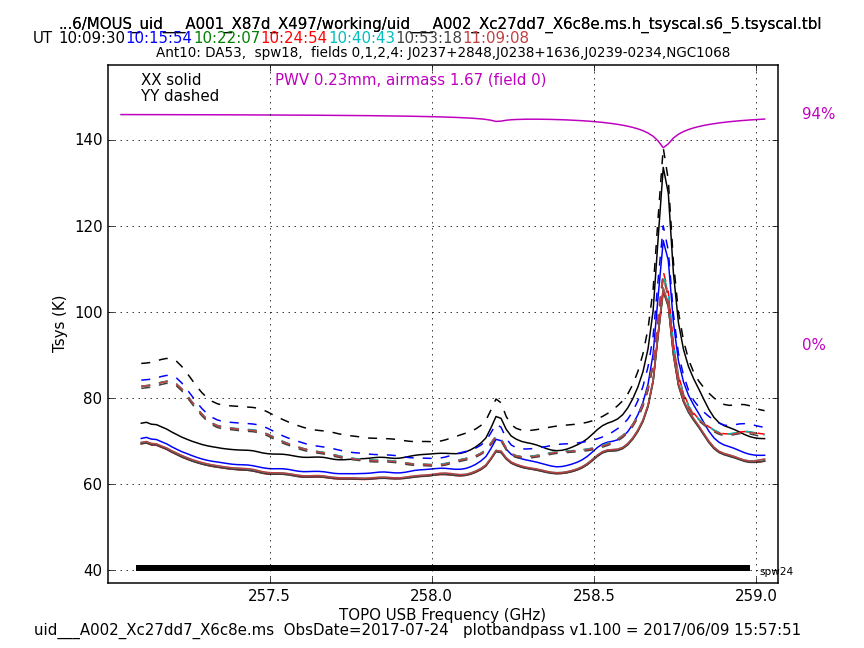 ...6/MOUS_uid___A001_X87d_X497/working/uid___A002_Xc27dd7_X6c8e.ms.h_tsyscal.s6_5.tsyscal.tbl
UT 10:09:30 10:15:54 10:22:07 10:24:54 10:40:43 10:53:18 11:09:08
Ant10: DA53, spw18, fields 0,1,2,4: J0237+2848,J0238+1636,J0239-0234,NGC1068
XX solid
PWV 0.23mm, airmass 1.67 (field 0)
YY dashed
94%
140
120
100
Tsys (K)
0%
80
60
40
spw24
257.5
258.0
258.5
259.0
TOPO USB Frequency (GHz)
uid___A002_Xc27dd7_X6c8e.ms ObsDate=2017-07-24 plotbandpass v1.100 = 2017/06/09 15:57:51